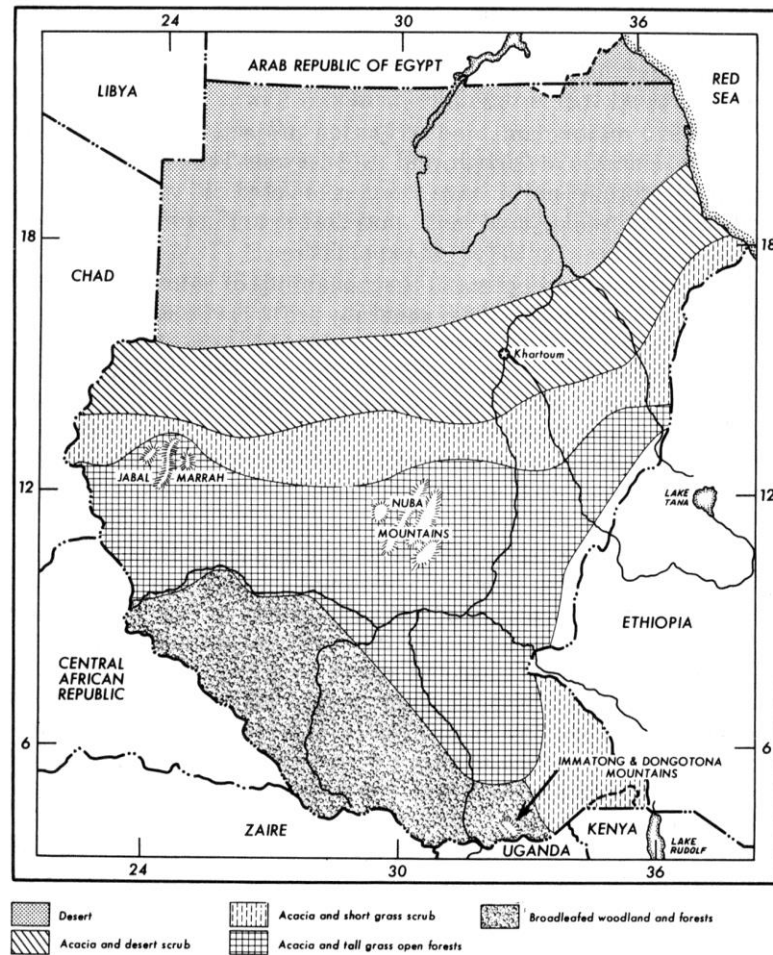 24 30 36
ARAB REPUBLIC OF EGYPT
LIBYA
RED
SEA
18 18
CHAD
Khartoum
JABAL MARRAH
12 12
NUBA
MOUNTAINS
LAKE
TANA
ETHIOPIA
CENTRAL
AFRICAN
REPUBLIC
6 6
IMMATONG & DONGOTONA
MOUNTAINS
ZAIRE
UGANDA
KENYA
LAKE
RUDOLF
24 30 36
Desert
Acacia and short grass scrub
Broadleafed woodland and forests
Acacia and desert scrub
Acacia and tall grass open forests